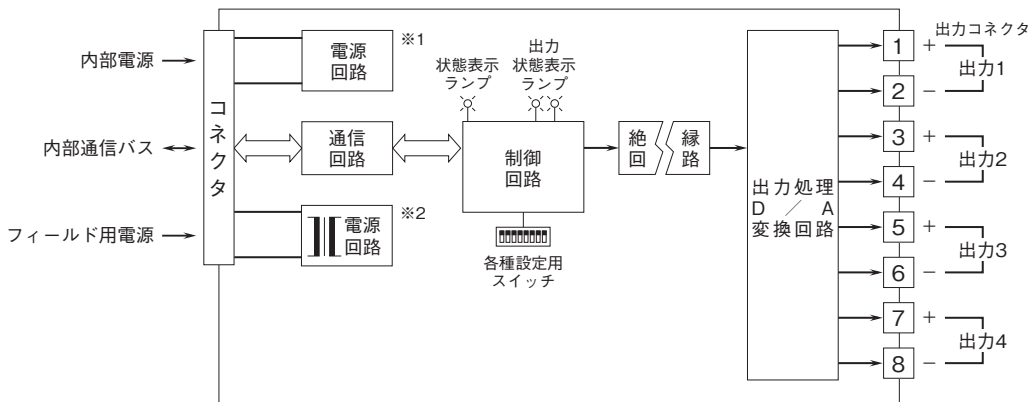 内部電源
内部通信バス
フィールド用電源
コネクタ
電源
回路
※1
通信
回路
電源
回路
※2
状態表示
ランプ
出力
状態表示
ランプ
制御
回路
各種設定用
スイッチ
絶縁
回路
出力処理
D／A
変換回路
出力コネクタ
1 +
2 −
出力1
3 +
4 −
出力2
5 +
6 −
出力3
7 +
8 −
出力4